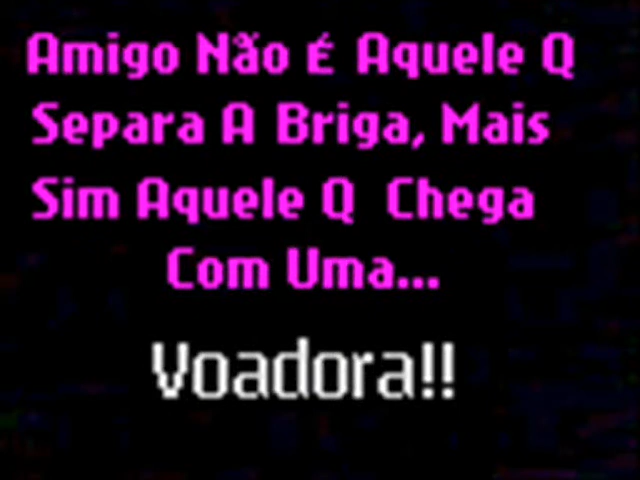 Amigo Não É Aquele Q
Separa A Briga, Mais
Sim Aquele Q Chega
Com Uma...
Voadora!!